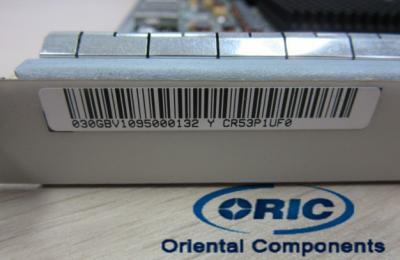 030GBV1095000132 Y CR53P1UF0
ORIC
Oriental Components